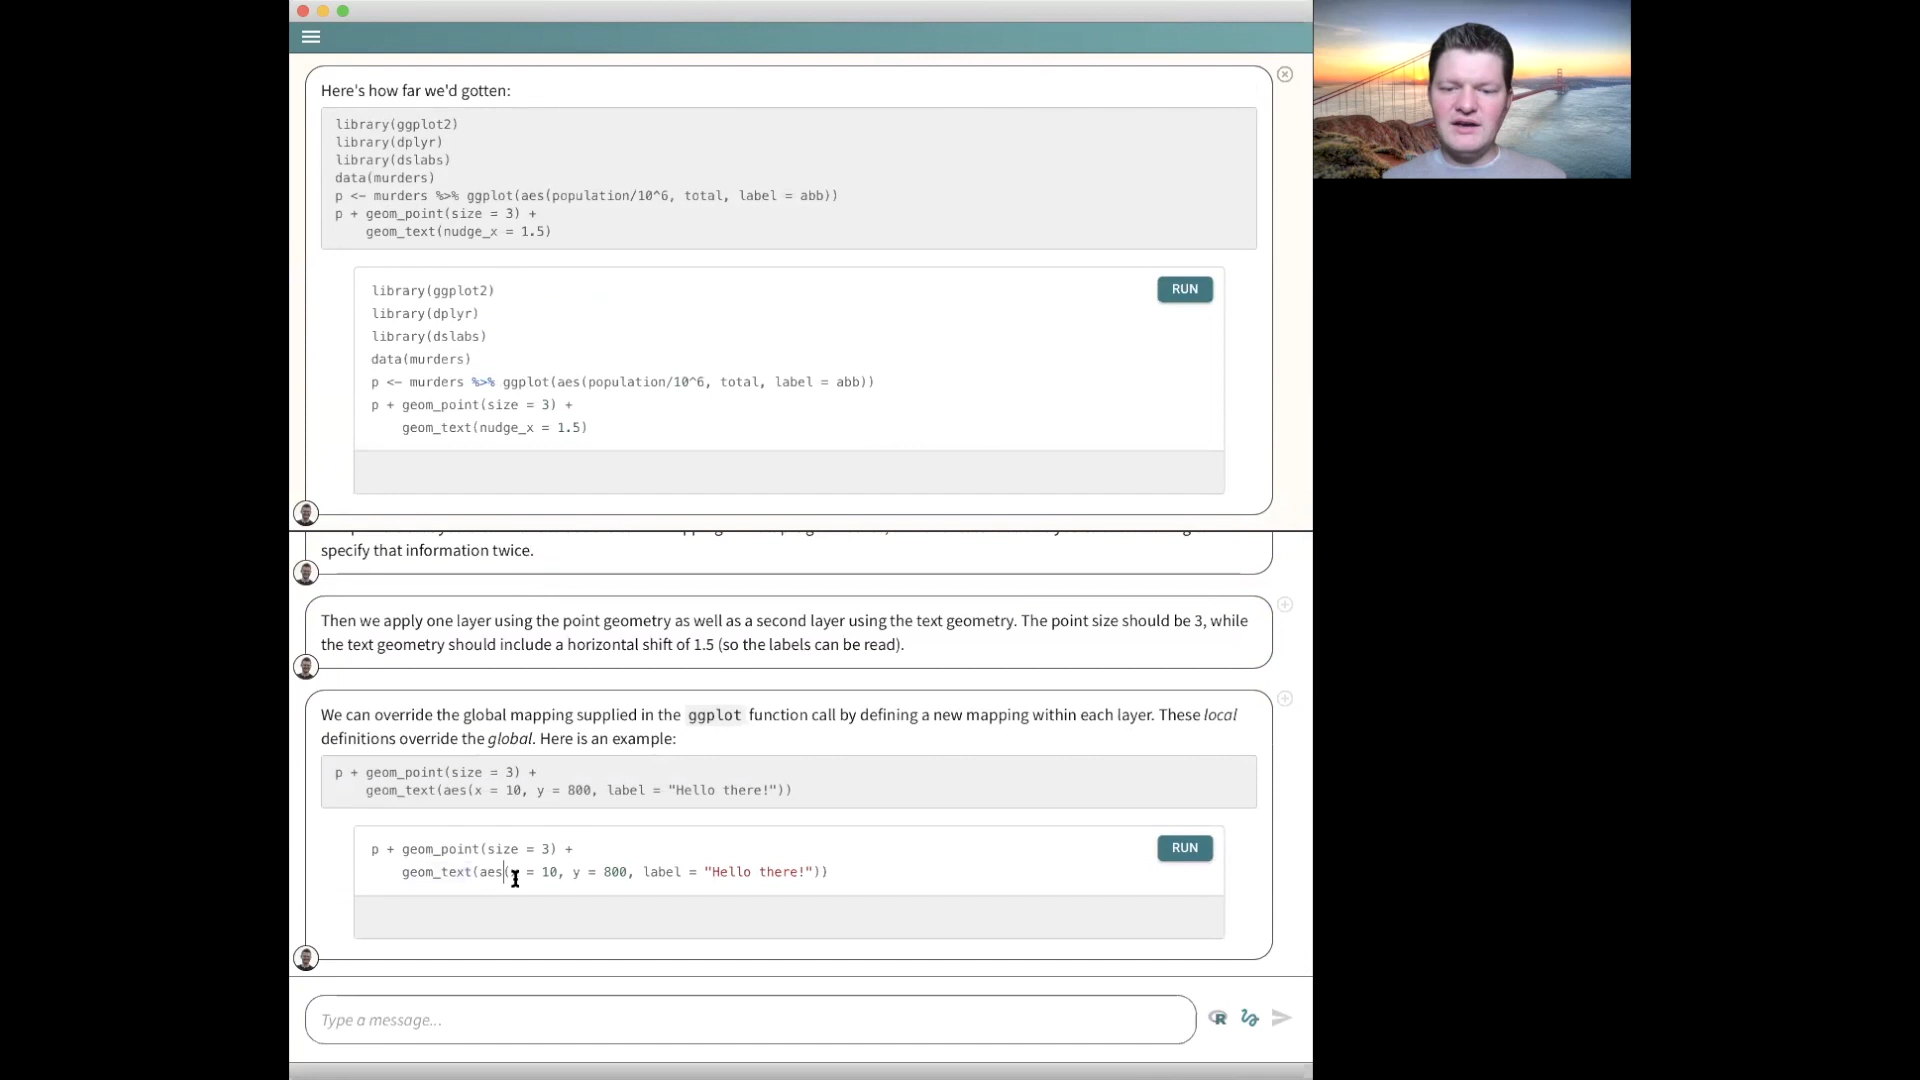 Here's how far we'd gotten:
library(ggplot2)
library(dplyr)
library(dslabs)
data(murders)
p <- murders %>% ggplot(aes(population/10^6, total, label = abb))
p + geom_point(size = 3) +
geom_text(nudge_x = 1.5)
RUN
library(ggplot2)
library(dplyr)
library(dslabs)
data(murders)
p <- murders %>% ggplot(aes(population/10^6, total, label = abb))
p + geom_point(size = 3) +
geom_text(nudge_x = 1.5)
specify that information twice.
Then we apply one layer using the point geometry as well as a second layer using the text geometry. The point size should be 3, while
the text geometry should include a horizontal shift of 1.5 (so the labels can be read).
We can override the global mapping supplied in the ggplot function call by defining a new mapping within each layer. These local
definitions override the global. Here is an example:
p + geom_point(size = 3) +
geom_text(aes(x = 10, y = 800, label = "Hello there!"))
RUN
p + geom_point(size = 3) +
geom_text(aes(x = 10, y = 800, label = "Hello there!"))
Type a message...
R